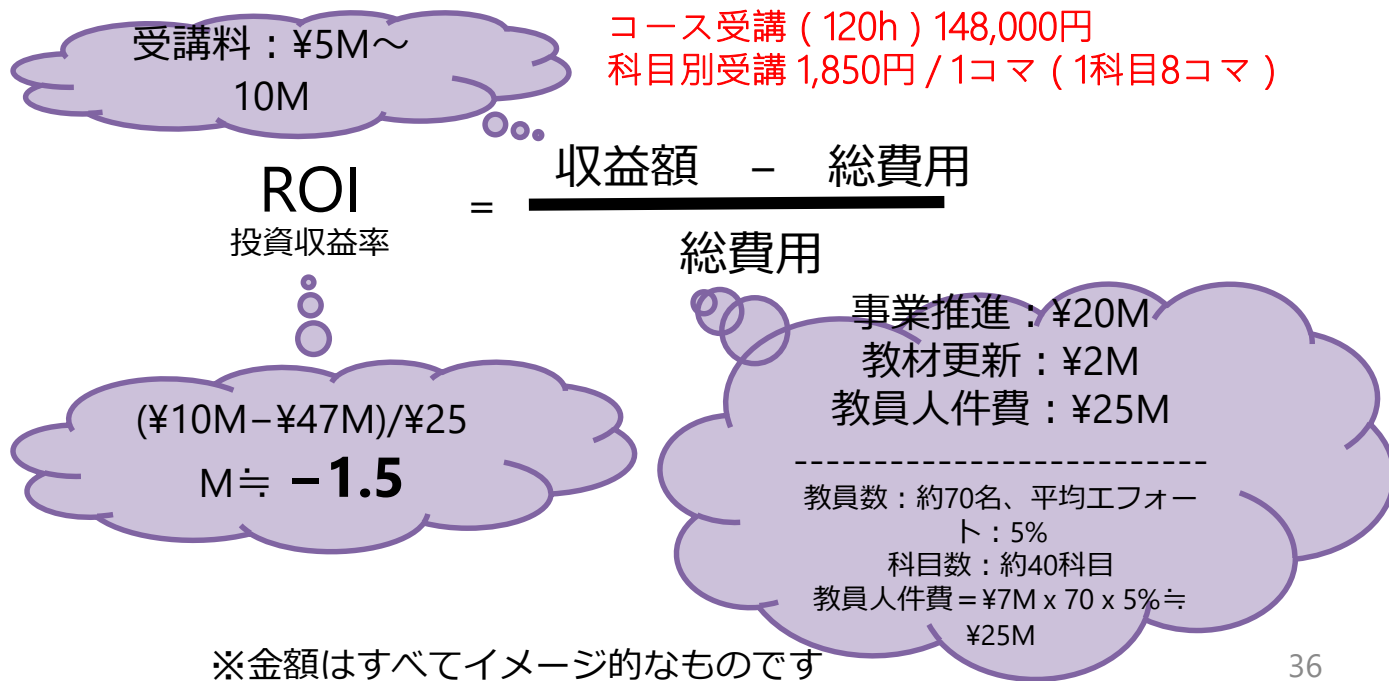 受講料：¥5M～
10M
コース受講（120h）148,000円
科目別受講 1,850円 / 1コマ（1科目8コマ）
ROI
投資収益率
=
収益額 – 総費用
総費用
(¥10M–¥47M)/¥25
M≒ –1.5
事業推進：¥20M
教材更新：¥2M
教員人件費：¥25M
--------------------------
教員数：約70名、平均エフォー
ト：5%
科目数：約40科目
教員人件費＝¥7M x 70 x 5%≒
¥25M
※金額はすべてイメージ的なものです
36